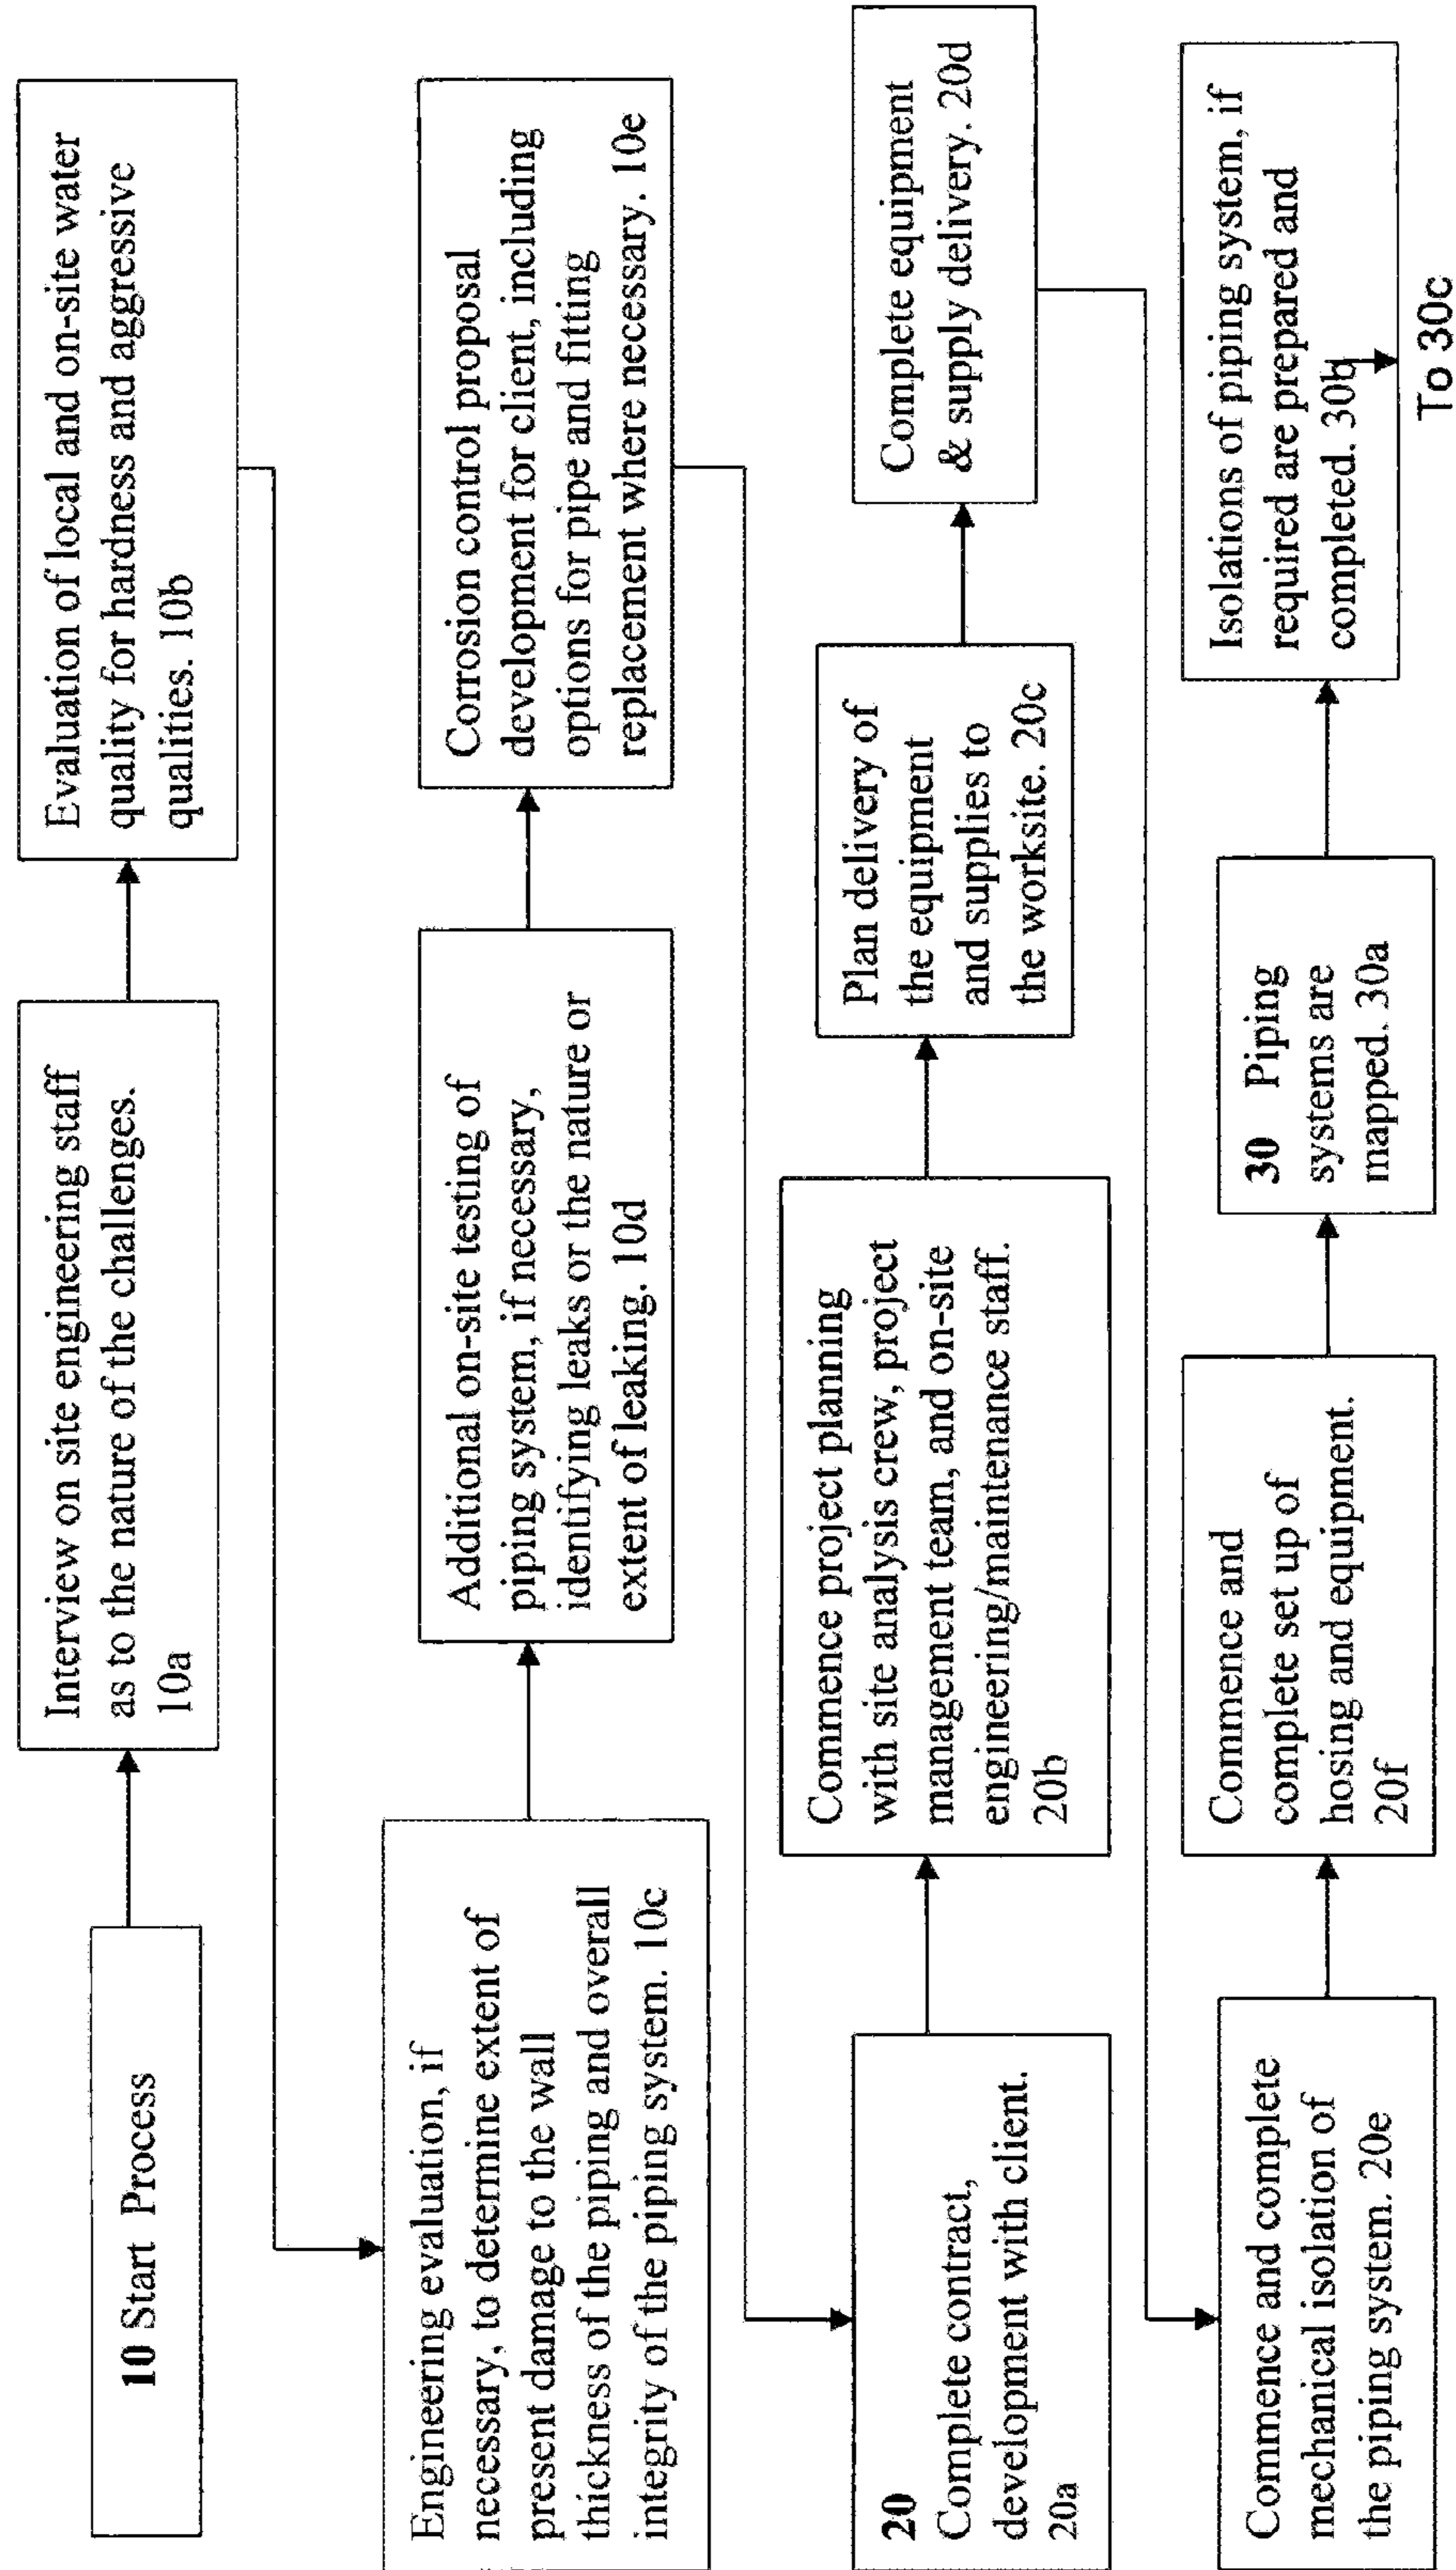 10 Start Process
Interview on site engineering staff
as to the nature of the challenges.
10a
Evaluation of local and on-site water
quality for hardness and aggressive
qualities. 10b
Engineering evaluation, if
necessary, to determine extent of
present damage to the wall
thickness of the piping and overall
integrity of the piping system. 10c
Additional on-site testing of
piping system, if necessary,
identifying leaks or the nature or
extent of leaking. 10d
Corrosion control proposal
development for client, including
options for pipe and fitting
replacement where necessary. 10e
20
Complete contract,
development with client.
20a
Commence project planning
with site analysis crew, project
management team, and on-site
engineering/maintenance staff.
20b
Plan delivery of
the equipment
and supplies to
the worksite. 20c
Complete equipment
& supply delivery. 20d
Commence and complete
mechanical isolation of
the piping system. 20e
Commence and
complete set up of
hosing and equipment.
20f
30 Piping
systems are
mapped. 30a
Isolations of piping system, if
required are prepared and
completed. 30b
To 30c